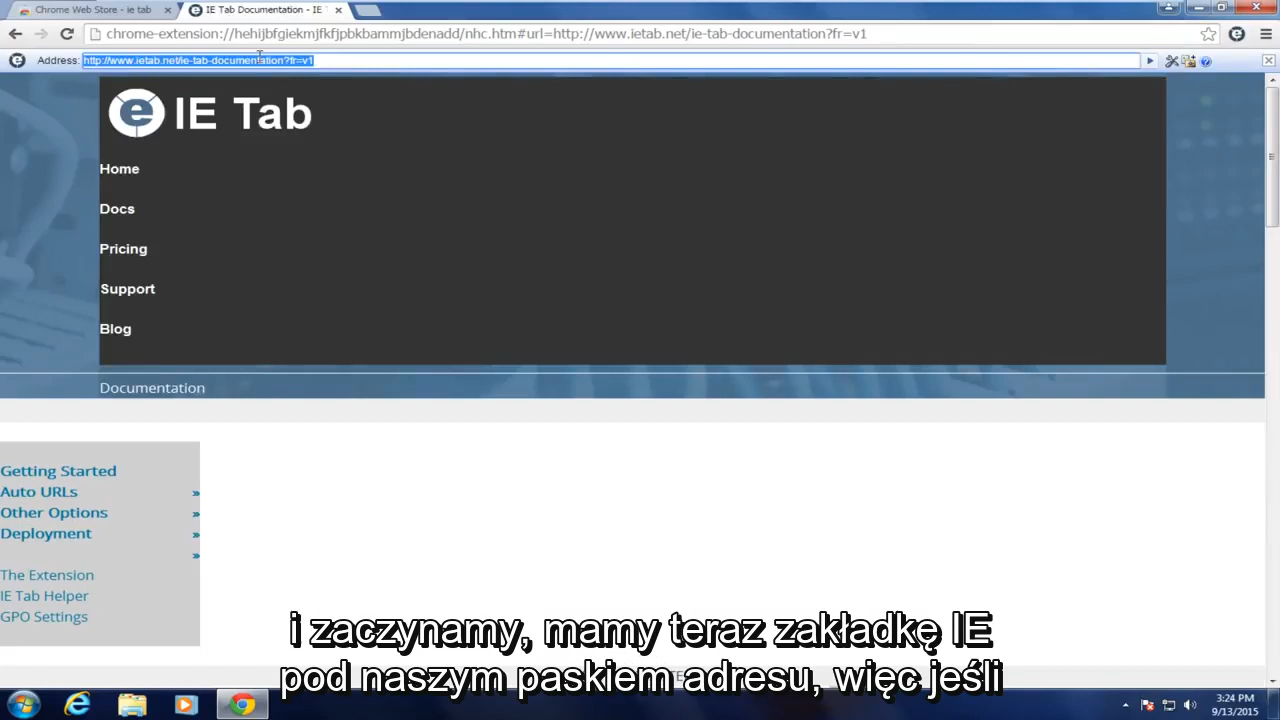 Chrome Web Store - ie tab
IE Tab Documentation - IE T
chrome-extension://hehijbfgiekmjfkfjpbkbammjbdenadd/nhc.htm#url=http://www.ietab.net/ie-tab-documentation?fr=v1
Address: http://www.ietab.net/ie-tab-documentation?fr=v1
IE Tab
Home
Docs
Pricing
Support
Blog
Documentation
Getting Started
Auto URLs »
Other Options »
Deployment »
»
The Extension
IE Tab Helper
GPO Settings
i zaczynamy, mamy teraz zakładkę IE
pod naszym paskiem adresu, więc jeśli
3:24 PM
9/13/2015